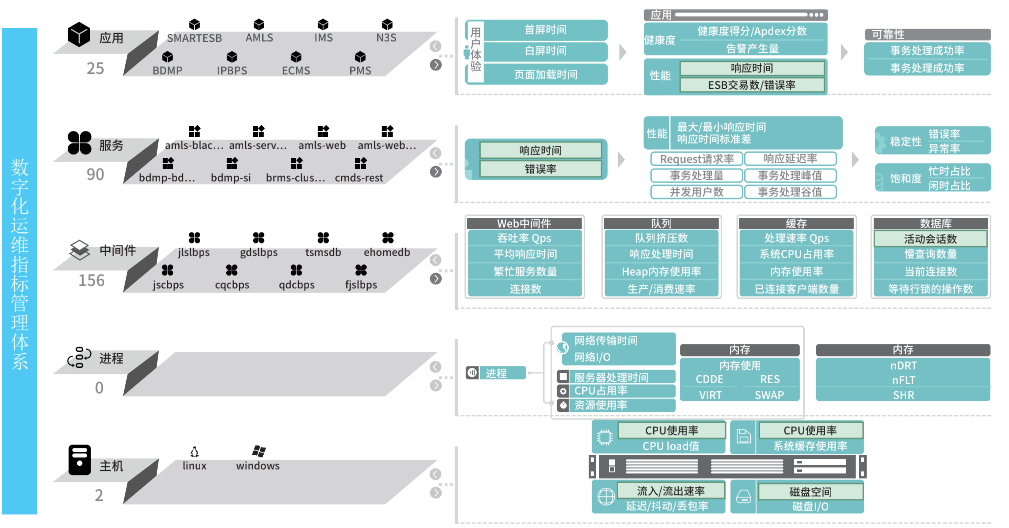 数字化运维指标管理体系
应用
25
SMARTESB AMLS IMS N3S
BDMP IPBPS ECMS PMS
用户体验
首屏时间
白屏时间
页面加载时间
应用
健康度
健康度得分/Apdex分数
告警产生量
性能
响应时间
ESB交易数/错误率
可靠性
事务处理成功率
事务处理成功率
服务
90
amls-blac... amls-serv... amls-web amls-web...
bdmp-bd... bdmp-si brms-clus... cmds-rest
响应时间
错误率
性能
最大/最小响应时间
响应时间标准差
Request请求率 响应延迟率
事务处理量 事务处理峰值
并发用户数 事务处理谷值
稳定性
错误率
异常率
饱和度
忙时占比
闲时占比
中间件
156
jlslbps gdslbps tsmsdb ehomedb
jscbps cqcbps qdcbps fjslbps
Web中间件
吞吐率 Qps
平均响应时间
繁忙服务数量
连接数
队列
队列挤压数
响应处理时间
Heap内存使用率
生产/消费速率
缓存
处理速率 Qps
系统CPU占用率
内存使用率
已连接客户端数量
数据库
活动会话数
慢查询数量
当前连接数
等待行锁的操作数
进程
0
进程
网络传输时间
网络I/O
服务器处理时间
CPU占用率
资源使用率
内存
内存使用
CDDE RES
VIRT SWAP
内存
nDRT
nFLT
SHR
主机
2
linux windows
CPU使用率
CPU load值
CPU使用率
系统缓存使用率
流入/流出速率
延迟/抖动/丢包率
磁盘空间
磁盘I/O